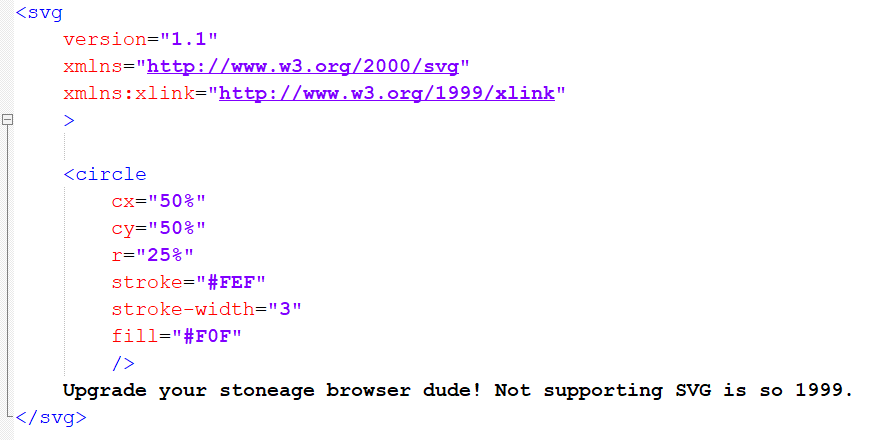 <svg
version="1.1"
xmlns="http://www.w3.org/2000/svg"
xmlns:xlink="http://www.w3.org/1999/xlink"
>
<circle
cx="50%"
cy="50%"
r="25%"
stroke="#FEF"
stroke-width="3"
fill="#F0F"
/>
Upgrade your stoneage browser dude! Not supporting SVG is so 1999.
</svg>